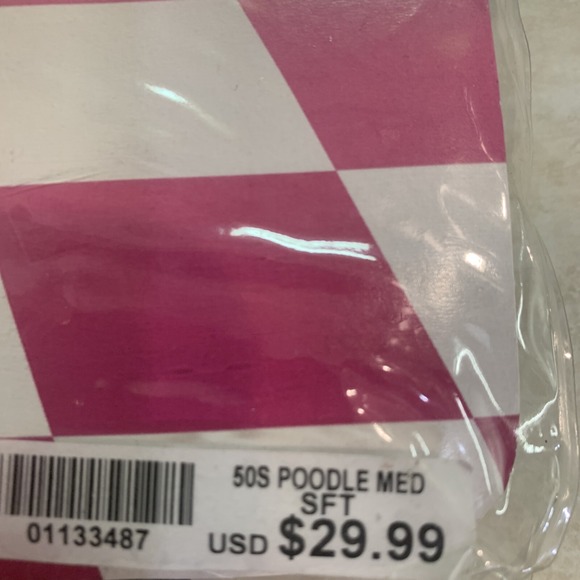 50S POODLE MED
SFT
01133487
USD $29.99